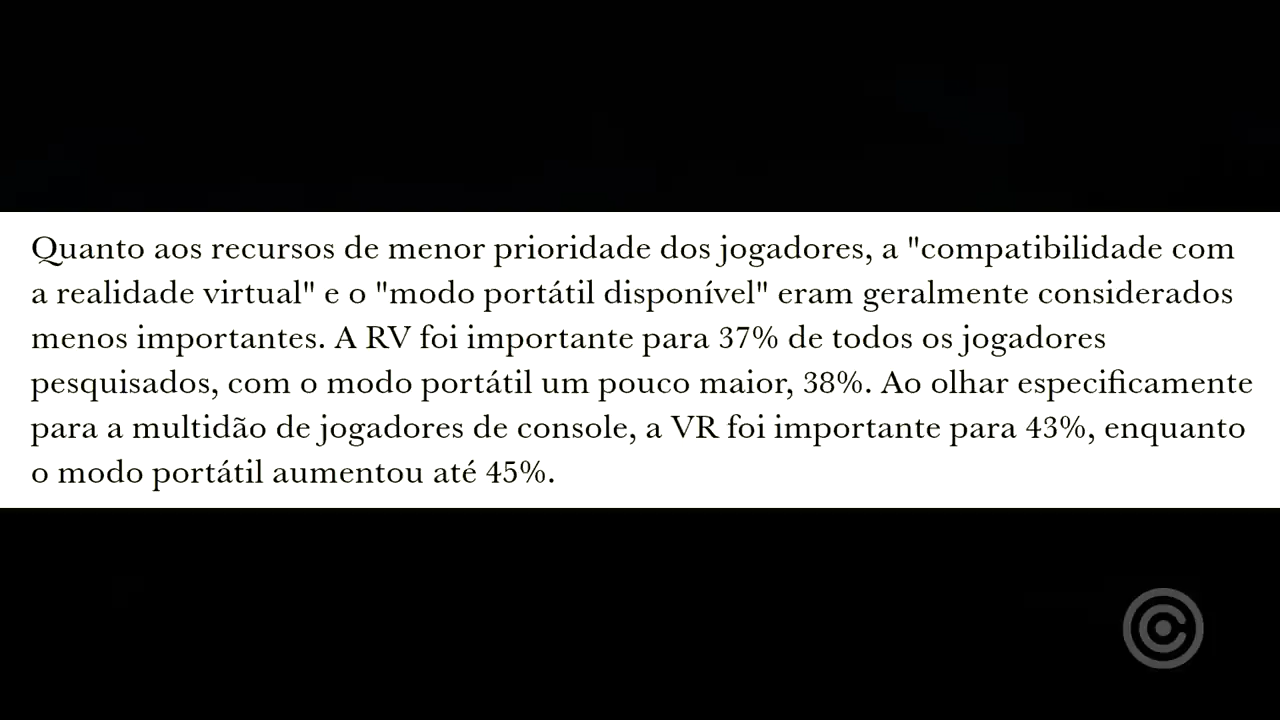 Quanto aos recursos de menor prioridade dos jogadores, a "compatibilidade com
a realidade virtual" e o "modo portátil disponível" eram geralmente considerados
menos importantes. A RV foi importante para 37% de todos os jogadores
pesquisados, com o modo portátil um pouco maior, 38%. Ao olhar especificamente
para a multidão de jogadores de console, a VR foi importante para 43%, enquanto
o modo portátil aumentou até 45%.